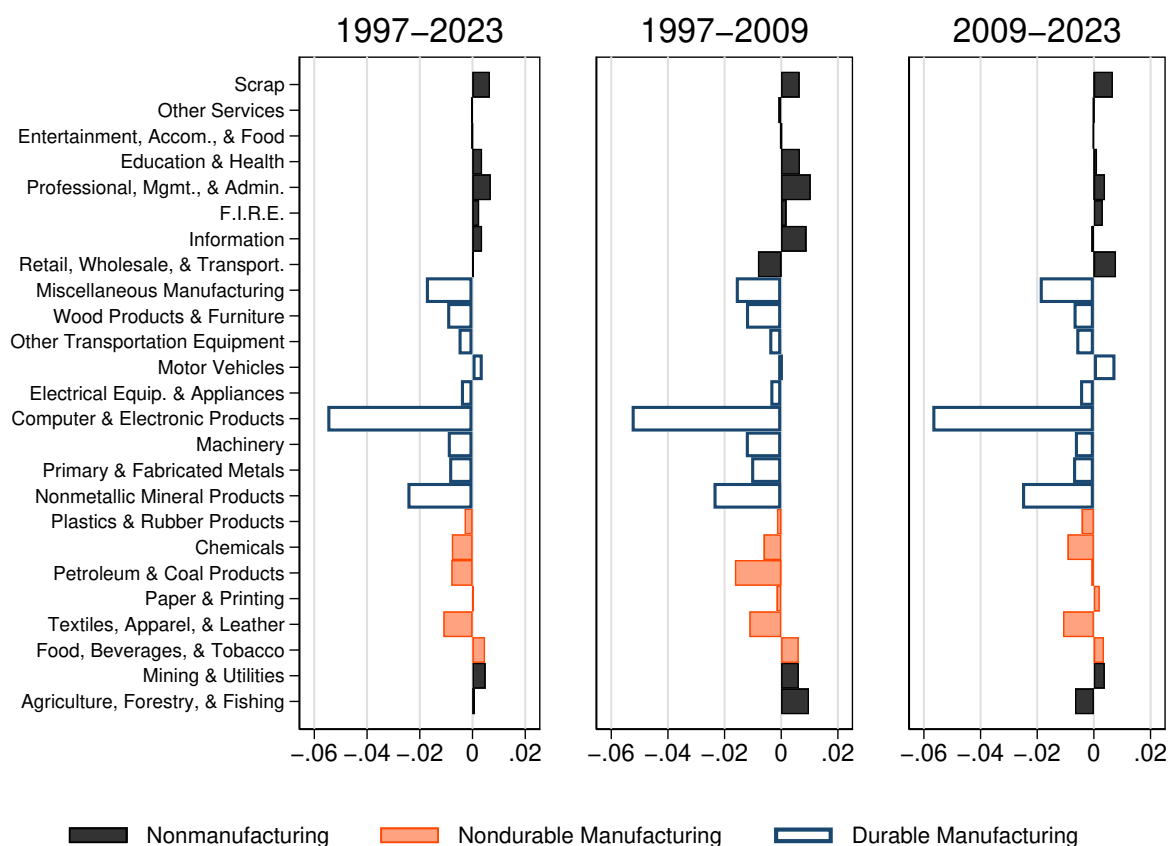 1997−2023 1997−2009 2009−2023
Scrap
Other Services
Entertainment, Accom., & Food
Education & Health
Professional, Mgmt., & Admin.
F.I.R.E.
Information
Retail, Wholesale, & Transport.
Miscellaneous Manufacturing
Wood Products & Furniture
Other Transportation Equipment
Motor Vehicles
Electrical Equip. & Appliances
Computer & Electronic Products
Machinery
Primary & Fabricated Metals
Nonmetallic Mineral Products
Plastics & Rubber Products
Chemicals
Petroleum & Coal Products
Paper & Printing
Textiles, Apparel, & Leather
Food, Beverages, & Tobacco
Mining & Utilities
Agriculture, Forestry, & Fishing
−.06 −.04 −.02 0 .02 −.06 −.04 −.02 0 .02 −.06 −.04 −.02 0 .02
Nonmanufacturing Nondurable Manufacturing Durable Manufacturing